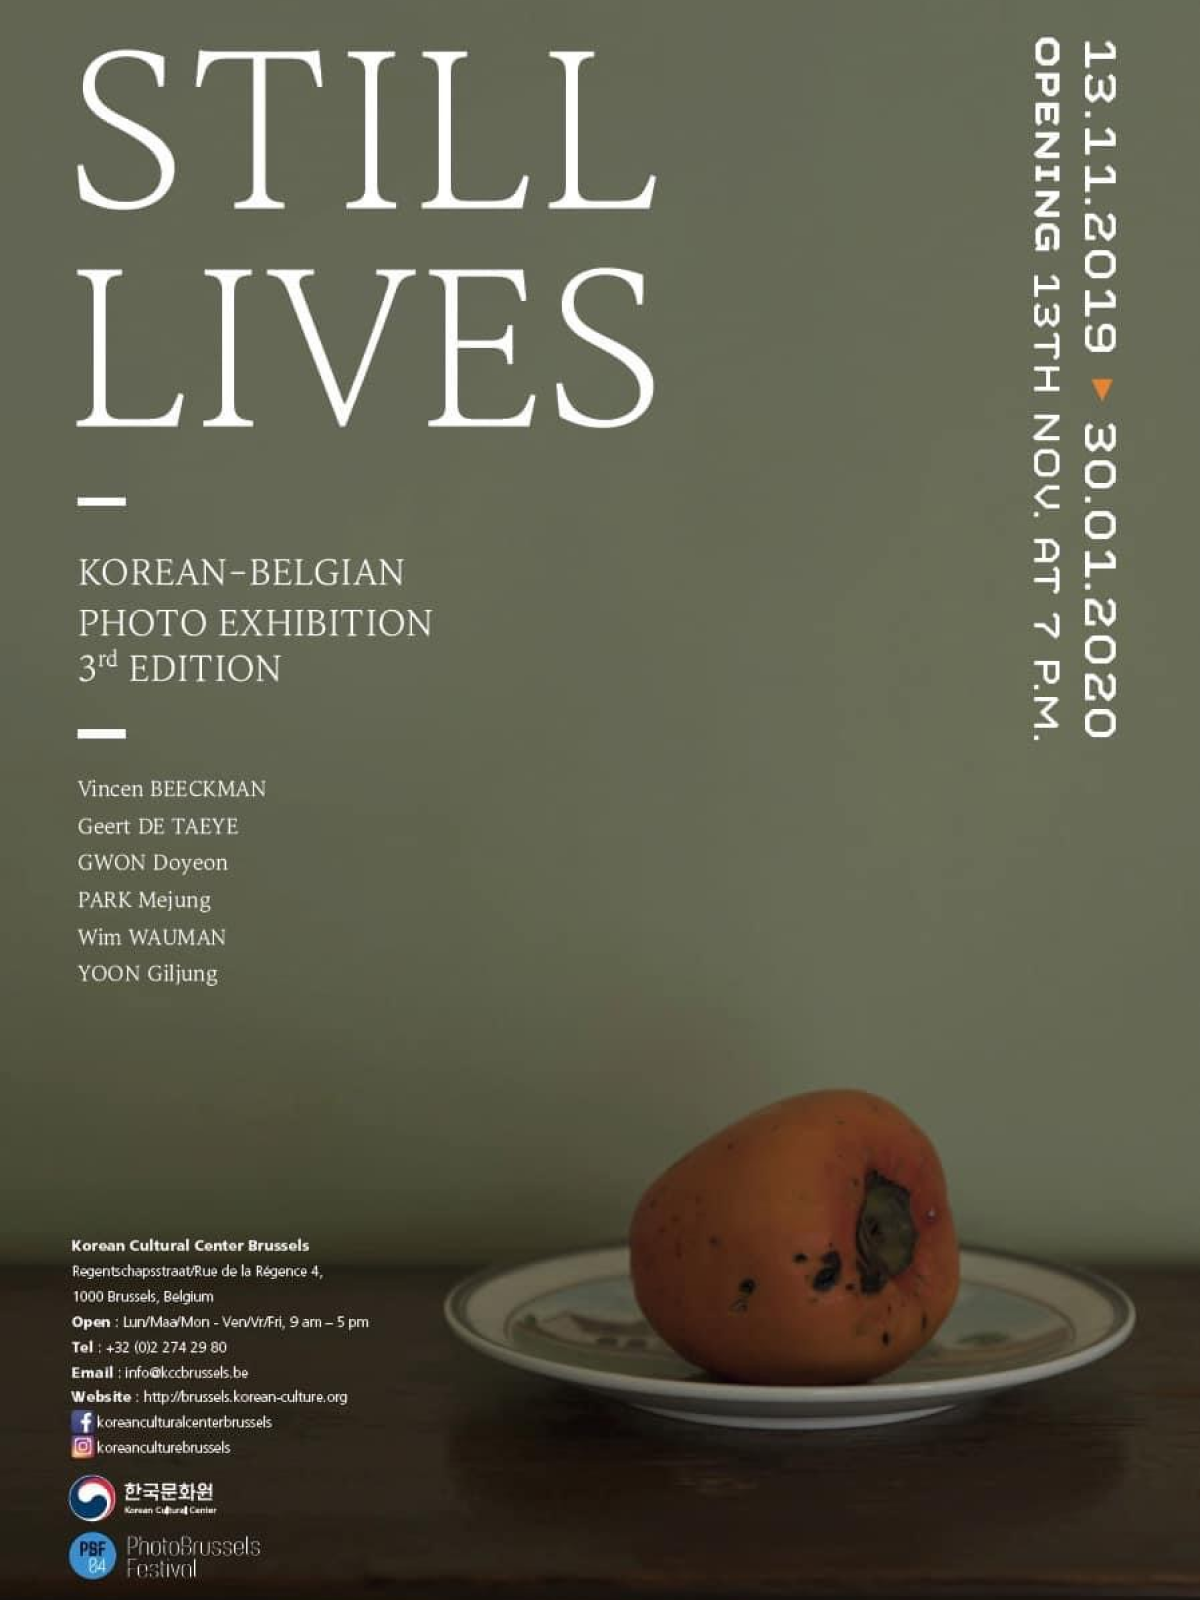 STILL
LIVES
13.11.2019 ▶ 30.01.2020
OPENING 13TH NOV. AT 7 P.M.
KOREAN-BELGIAN
PHOTO EXHIBITION
3rd EDITION
Vincen BEECKMAN
Geert DE TAEYE
GWON Doyeon
PARK Mejung
Wim WAUMAN
YOON Giljung
Korean Cultural Center Brussels
Regentschapsstraat/Rue de la Régence 4,
1000 Brussels, Belgium
Open : Lun/Maa/Mon - Ven/Vr/Fri, 9 am – 5 pm
Tel : +32 (0)2 274 29 80
Email : info@kccbrussels.be
Website : http://brussels.korean-culture.org
koreanculturalcenterbrussels
koreanculturebrussels
한국문화원
Korean Cultural Center
PBF
04
PhotoBrussels
Festival